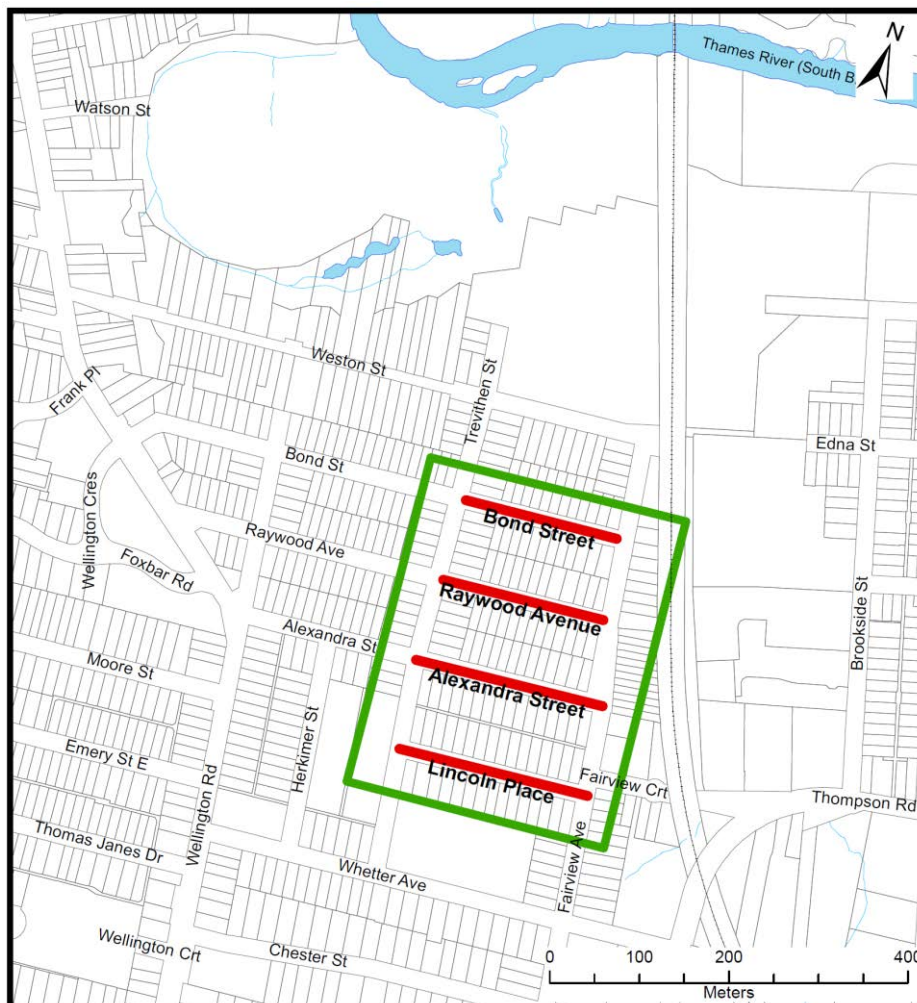 N
Thames River (South B
Watson St
Weston St
Trevithen St
Frank Pl
Edna St
Bond St
Wellington Cres
Bond Street
Raywood Ave
Foxbar Rd
Raywood Avenue
Brookside St
Alexandra St
Moore St
Alexandra Street
Herkimer St
Emery St E
Wellington Rd
Lincoln Place
Fairview Crt
Thompson Rd
Thomas Janes Dr
Whetter Ave
Fairview Ave
Wellington Crt
Chester St
0 100 200 400
Meters